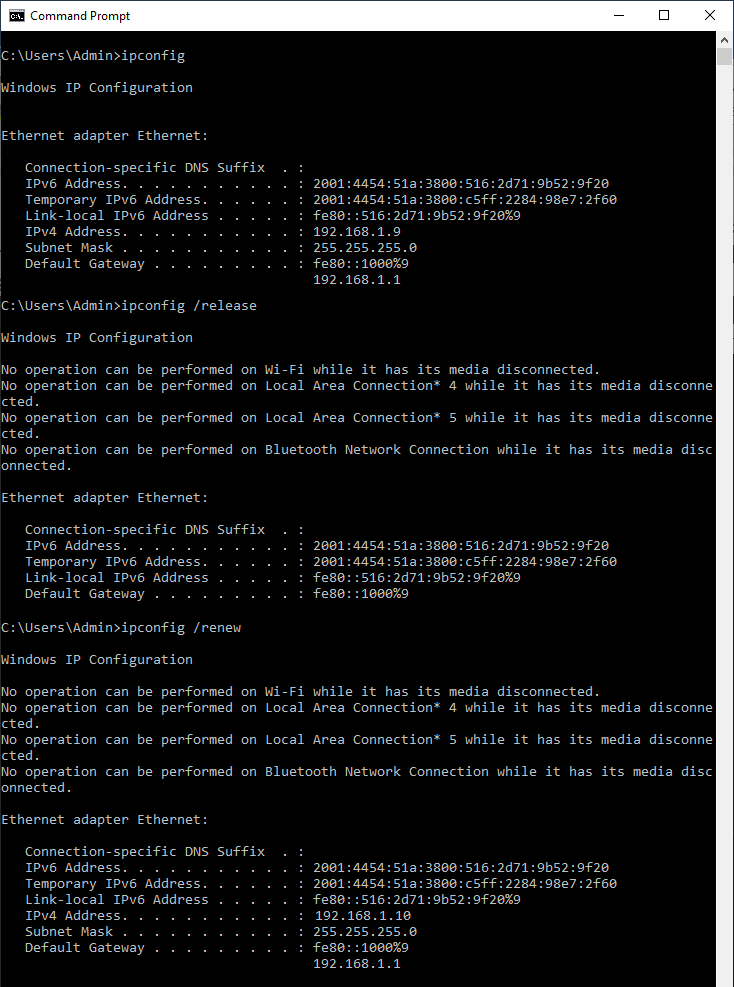 Command Prompt
C:\Users\Admin>ipconfig
Windows IP Configuration
Ethernet adapter Ethernet:
   Connection-specific DNS Suffix  . :
   IPv6 Address. . . . . . . . . . . : 2001:4454:51a:3800:516:2d71:9b52:9f20
   Temporary IPv6 Address. . . . . . : 2001:4454:51a:3800:c5ff:2284:98e7:2f60
   Link-local IPv6 Address . . . . . : fe80::516:2d71:9b52:9f20%9
   IPv4 Address. . . . . . . . . . . : 192.168.1.9
   Subnet Mask . . . . . . . . . . . : 255.255.255.0
   Default Gateway . . . . . . . . . : fe80::1000%9
                                       192.168.1.1
C:\Users\Admin>ipconfig /release
Windows IP Configuration
No operation can be performed on Wi-Fi while it has its media disconnected.
No operation can be performed on Local Area Connection* 4 while it has its media disconne
cted.
No operation can be performed on Local Area Connection* 5 while it has its media disconne
cted.
No operation can be performed on Bluetooth Network Connection while it has its media disc
onnected.
Ethernet adapter Ethernet:
   Connection-specific DNS Suffix  . :
   IPv6 Address. . . . . . . . . . . : 2001:4454:51a:3800:516:2d71:9b52:9f20
   Temporary IPv6 Address. . . . . . : 2001:4454:51a:3800:c5ff:2284:98e7:2f60
   Link-local IPv6 Address . . . . . : fe80::516:2d71:9b52:9f20%9
   Default Gateway . . . . . . . . . : fe80::1000%9
C:\Users\Admin>ipconfig /renew
Windows IP Configuration
No operation can be performed on Wi-Fi while it has its media disconnected.
No operation can be performed on Local Area Connection* 4 while it has its media disconne
cted.
No operation can be performed on Local Area Connection* 5 while it has its media disconne
cted.
No operation can be performed on Bluetooth Network Connection while it has its media disc
onnected.
Ethernet adapter Ethernet:
   Connection-specific DNS Suffix  . :
   IPv6 Address. . . . . . . . . . . : 2001:4454:51a:3800:516:2d71:9b52:9f20
   Temporary IPv6 Address. . . . . . : 2001:4454:51a:3800:c5ff:2284:98e7:2f60
   Link-local IPv6 Address . . . . . : fe80::516:2d71:9b52:9f20%9
   IPv4 Address. . . . . . . . . . . : 192.168.1.10
   Subnet Mask . . . . . . . . . . . : 255.255.255.0
   Default Gateway . . . . . . . . . : fe80::1000%9
                                       192.168.1.1